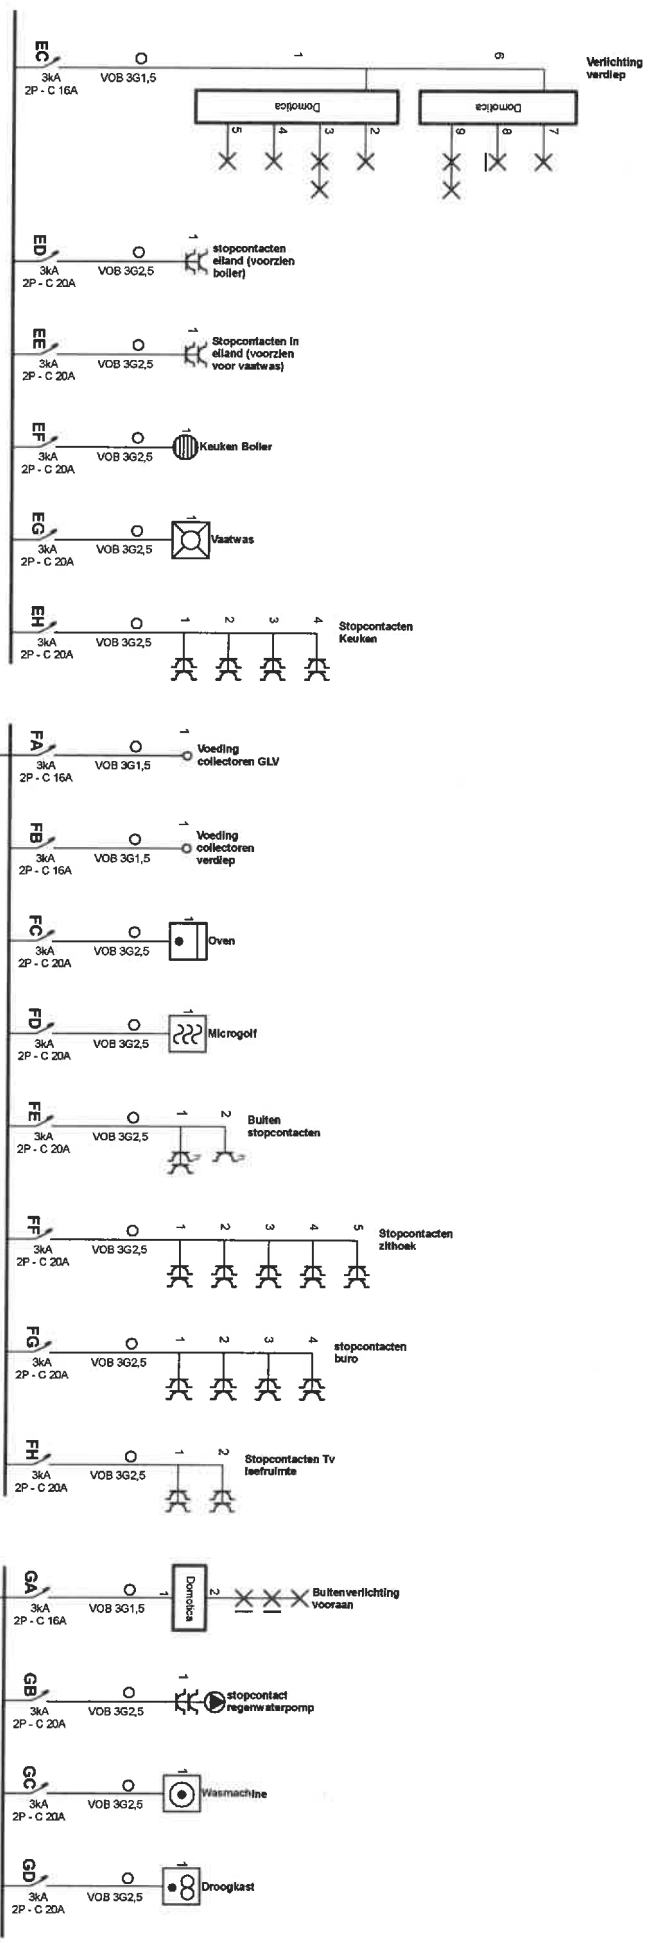 EC
3kA
2P - C 16A
VOB 3G1,5
1
6
Verlichting
verdiep
Domotica
Domotica
5
4
3
2
9
8
7
ED
3kA
2P - C 20A
VOB 3G2,5
1
stopcontacten
eiland (voorzien
boiler)
EE
3kA
2P - C 20A
VOB 3G2,5
1
Stopcontacten in
eiland (voorzien
voor vaatwas)
EF
3kA
2P - C 20A
VOB 3G2,5
1
Keuken Boiler
EG
3kA
2P - C 20A
VOB 3G2,5
1
Vaatwas
EH
3kA
2P - C 20A
VOB 3G2,5
1
2
3
4
Stopcontacten
Keuken
FA
3kA
2P - C 16A
VOB 3G1,5
1
Voeding
collectoren GLV
FB
3kA
2P - C 16A
VOB 3G1,5
1
Voeding
collectoren
verdiep
FC
3kA
2P - C 20A
VOB 3G2,5
1
Oven
FD
3kA
2P - C 20A
VOB 3G2,5
1
Microgolf
FE
3kA
2P - C 20A
VOB 3G2,5
1
2
Buiten
stopcontacten
FF
3kA
2P - C 20A
VOB 3G2,5
1
2
3
4
5
Stopcontacten
zithoek
FG
3kA
2P - C 20A
VOB 3G2,5
1
2
3
4
stopcontacten
buro
FH
3kA
2P - C 20A
VOB 3G2,5
1
2
Stopcontacten Tv
leefruimte
GA
3kA
2P - C 16A
VOB 3G1,5
1
Domotica
2
Buitenverlichting
vooraan
GB
3kA
2P - C 20A
VOB 3G2,5
1
stopcontact
regenwaterpomp
GC
3kA
2P - C 20A
VOB 3G2,5
1
Wasmachine
GD
3kA
2P - C 20A
VOB 3G2,5
1
Droogkast